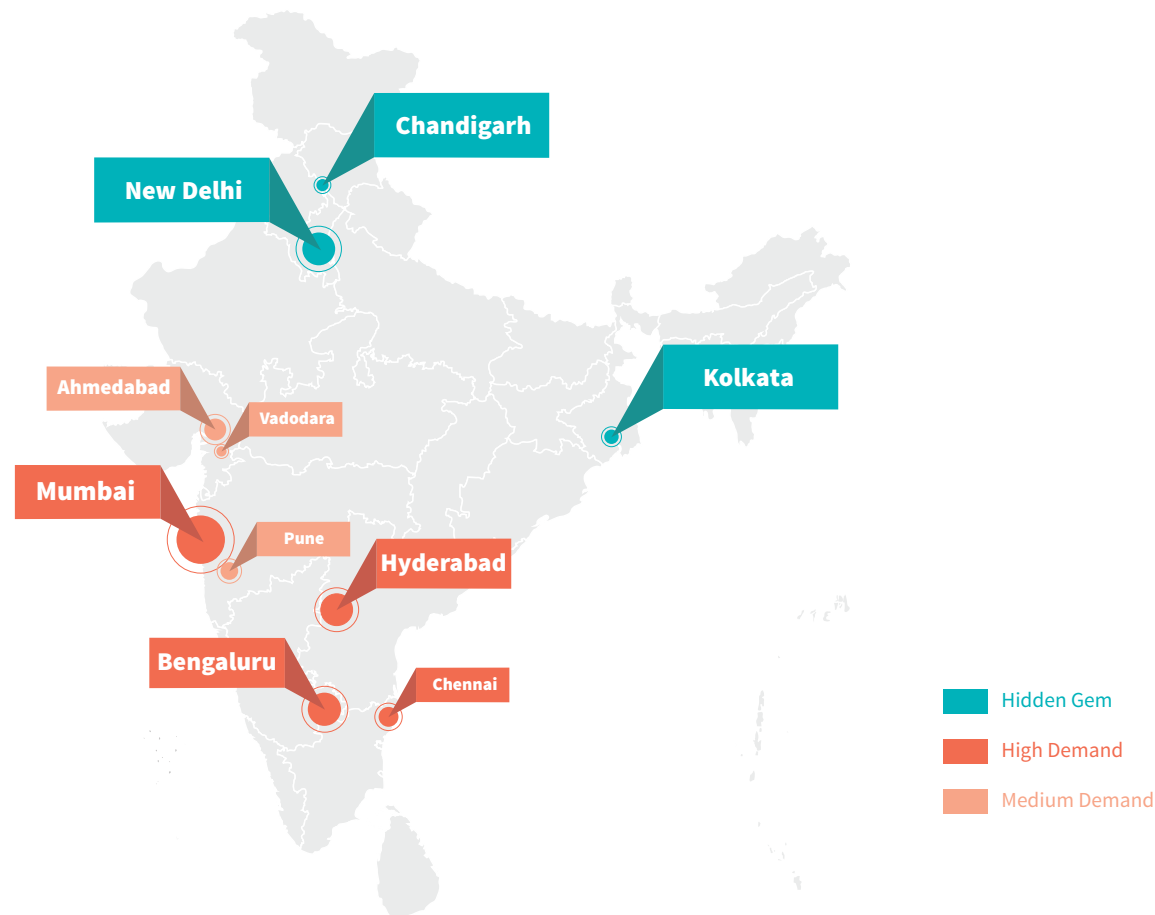 Chandigarh
New Delhi
Kolkata
Ahmedabad
Vadodara
Mumbai
Pune
Hyderabad
Bengaluru
Chennai
Hidden Gem
High Demand
Medium Demand